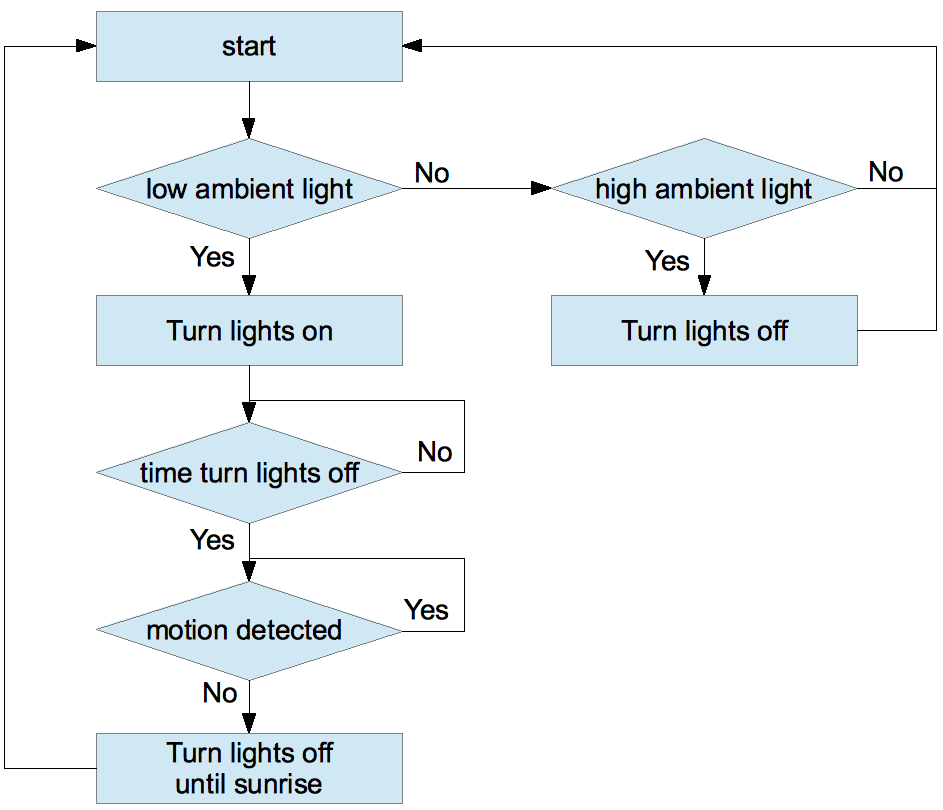 start
low ambient light
No
high ambient light
No
Yes
Yes
Turn lights on
Turn lights off
time turn lights off
No
Yes
motion detected
Yes
No
Turn lights off
until sunrise